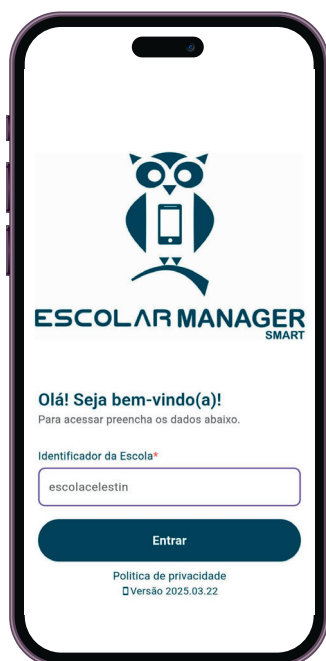 ESCOLAR MANAGER
SMART
Olá! Seja bem-vindo(a)!
Para acessar preencha os dados abaixo.
Identificador da Escola*
escolacelestin
Entrar
Politica de privacidade
Versão 2025.03.22